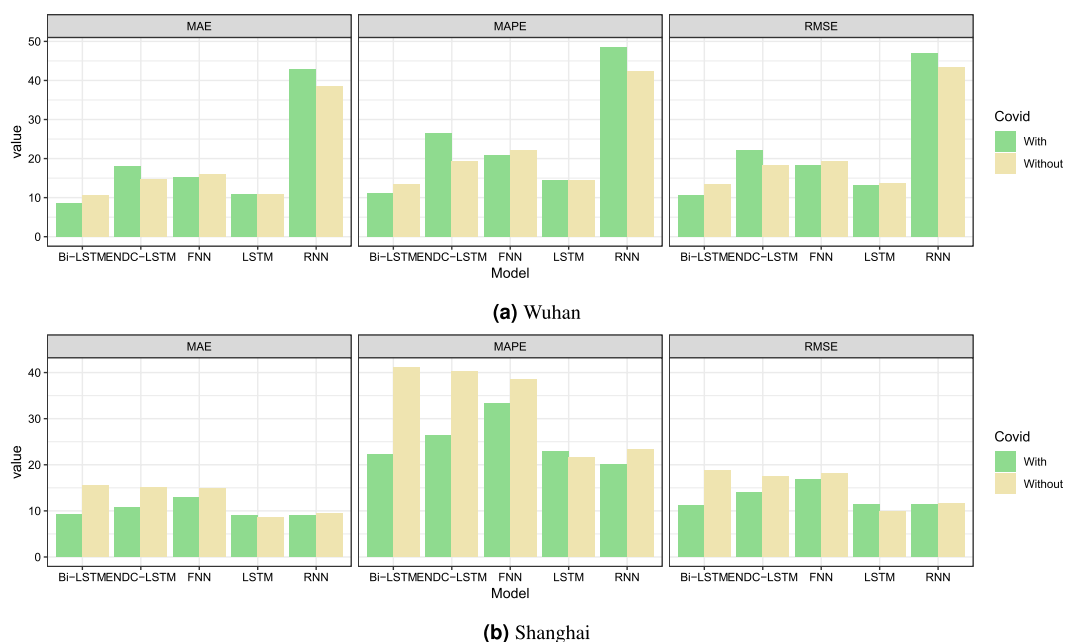 MAE MAPE RMSE
50
40
30
20
10
0
value
Bi−LSTM ENDC−LSTM FNN LSTM RNN Bi−LSTM ENDC−LSTM FNN LSTM RNN Bi−LSTM ENDC−LSTM FNN LSTM RNN
Model
Covid
With
Without
(a) Wuhan
MAE MAPE RMSE
40
30
20
10
0
value
Bi−LSTM ENDC−LSTM FNN LSTM RNN Bi−LSTM ENDC−LSTM FNN LSTM RNN Bi−LSTM ENDC−LSTM FNN LSTM RNN
Model
Covid
With
Without
(b) Shanghai